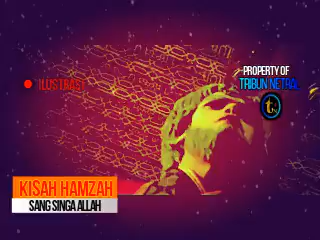 PROPERTY OF
TRIBUN NETRAL
ILUSTRASI
KISAH HAMZAH
SANG SINGA ALLAH